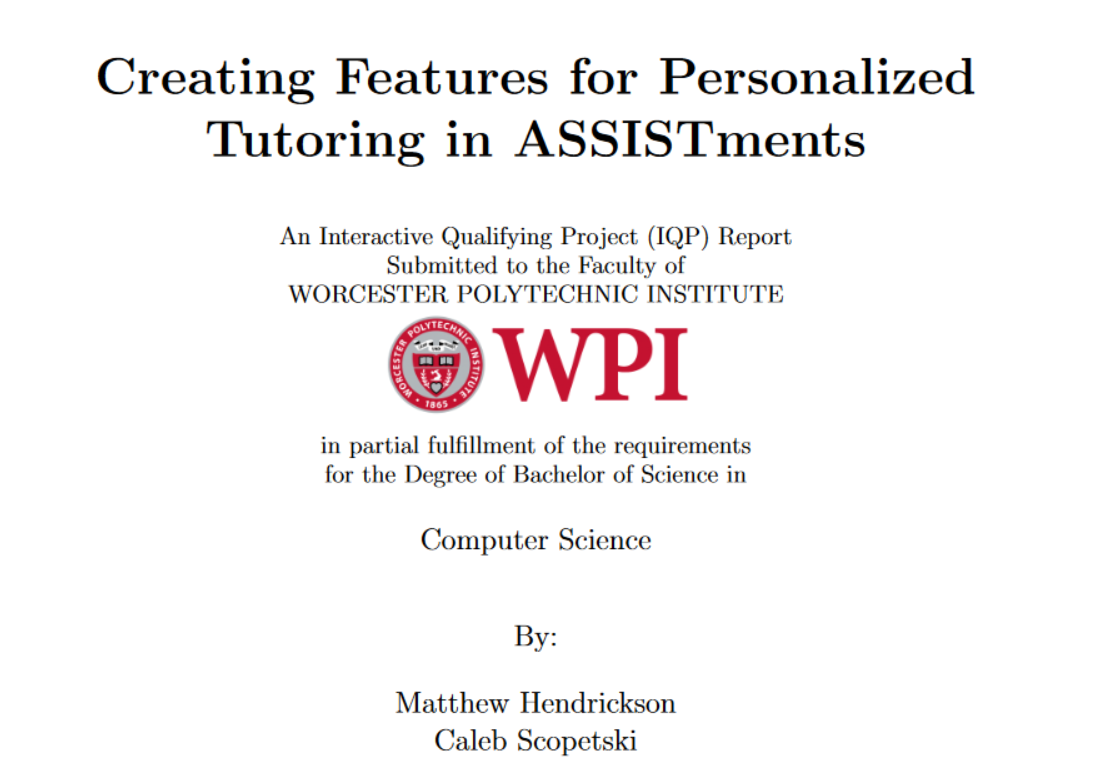 Creating Features for Personalized
Tutoring in ASSISTments
An Interactive Qualifying Project (IQP) Report
Submitted to the Faculty of
WORCESTER POLYTECHNIC INSTITUTE
WORCESTER POLYTECHNIC INSTITUTE
1865
WPI
in partial fulfillment of the requirements
for the Degree of Bachelor of Science in
Computer Science
By:
Matthew Hendrickson
Caleb Scopetski